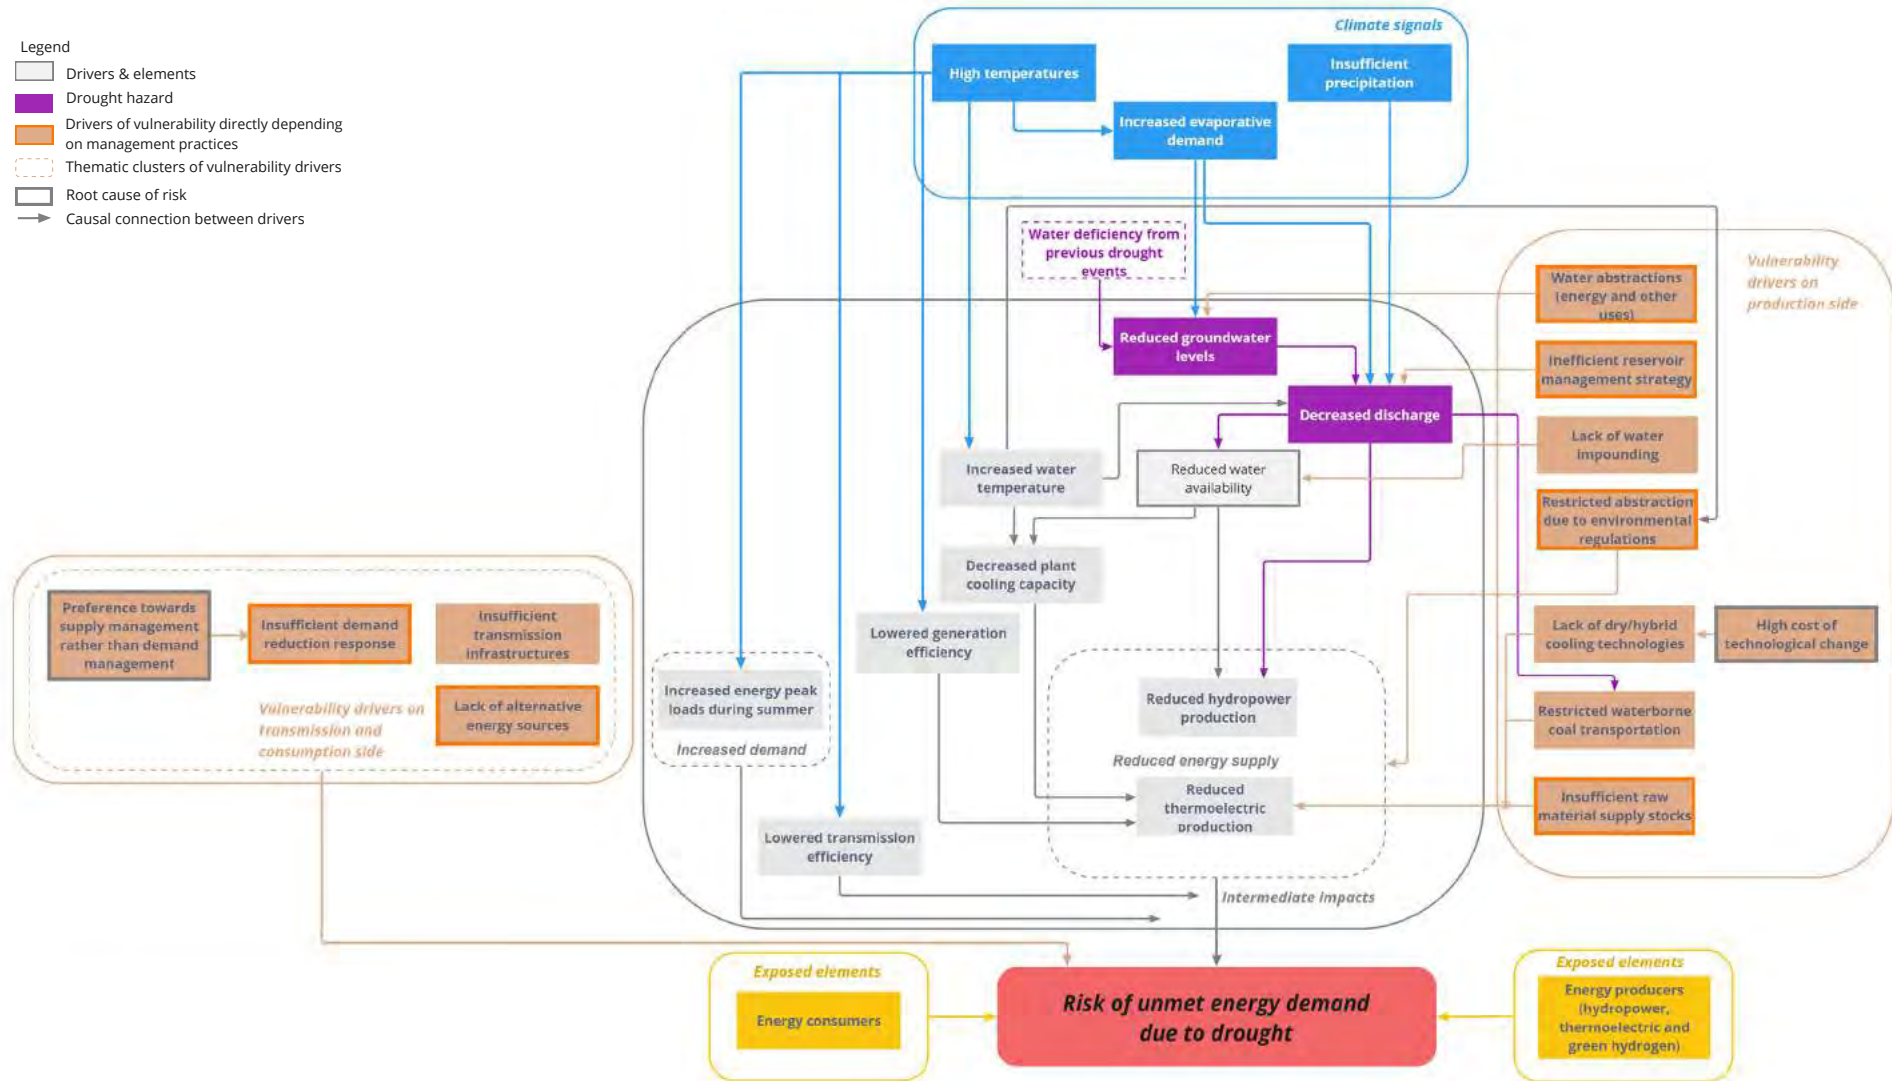 Legend
Drivers & elements
Drought hazard
Drivers of vulnerability directly depending
on management practices
Thematic clusters of vulnerability drivers
Root cause of risk
Causal connection between drivers
Climate signals
High temperatures
Insufficient
precipitation
Increased evaporative
demand
Water deficiency from
previous drought
events
Vulnerability
drivers on
production side
Water abstractions
(energy and other
uses)
Reduced groundwater
levels
Inefficient reservoir
management strategy
Decreased discharge
Lack of water
impounding
Increased water
temperature
Reduced water
availability
Restricted abstraction
due to environmental
regulations
Decreased plant
cooling capacity
Preference towards
supply management
rather than demand
management
Insufficient demand
reduction response
Insufficient
transmission
infrastructures
Lowered generation
efficiency
Lack of dry/hybrid
cooling technologies
High cost of
technological change
Vulnerability drivers on
transmission and
consumption side
Lack of alternative
energy sources
Increased energy peak
loads during summer
Increased demand
Reduced hydropower
production
Restricted waterborne
coal transportation
Reduced energy supply
Reduced
thermoelectric
production
Insufficient raw
material supply stocks
Lowered transmission
efficiency
Intermediate impacts
Exposed elements
Energy consumers
Risk of unmet energy demand
due to drought
Exposed elements
Energy producers
(hydropower,
thermoelectric and
green hydrogen)